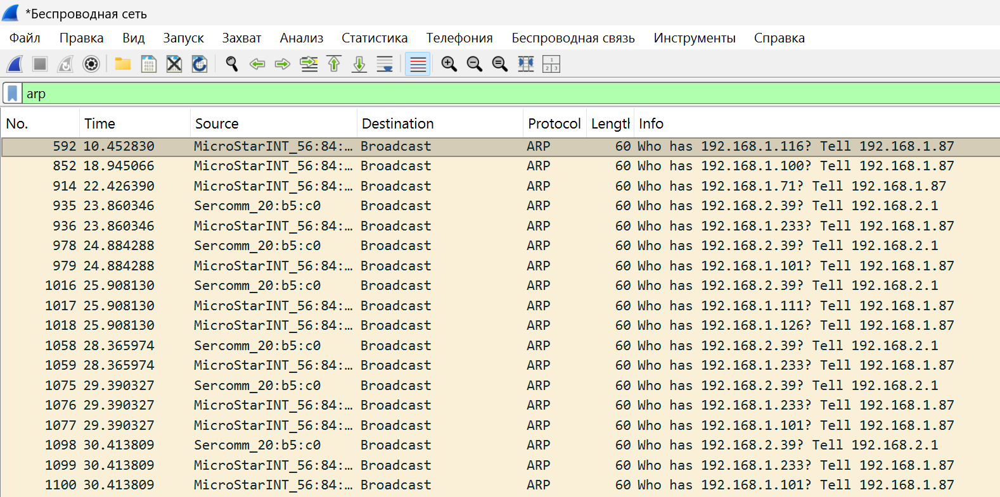 *Беспроводная сеть
Файл Правка Вид Запуск Захват Анализ Статистика Телефония Беспроводная связь Инструменты Справка
arp
No. Time Source Destination Protocol Length Info
592 10.452830 MicroStarINT_56:84:… Broadcast ARP 60 Who has 192.168.1.116? Tell 192.168.1.87
852 18.945066 MicroStarINT_56:84:… Broadcast ARP 60 Who has 192.168.1.100? Tell 192.168.1.87
914 22.426390 MicroStarINT_56:84:… Broadcast ARP 60 Who has 192.168.1.71? Tell 192.168.1.87
935 23.860346 Sercomm_20:b5:c0 Broadcast ARP 60 Who has 192.168.2.39? Tell 192.168.2.1
936 23.860346 MicroStarINT_56:84:… Broadcast ARP 60 Who has 192.168.1.233? Tell 192.168.1.87
978 24.884288 Sercomm_20:b5:c0 Broadcast ARP 60 Who has 192.168.2.39? Tell 192.168.2.1
979 24.884288 MicroStarINT_56:84:… Broadcast ARP 60 Who has 192.168.1.101? Tell 192.168.1.87
1016 25.908130 Sercomm_20:b5:c0 Broadcast ARP 60 Who has 192.168.2.39? Tell 192.168.2.1
1017 25.908130 MicroStarINT_56:84:… Broadcast ARP 60 Who has 192.168.1.111? Tell 192.168.1.87
1018 25.908130 MicroStarINT_56:84:… Broadcast ARP 60 Who has 192.168.1.126? Tell 192.168.1.87
1058 28.365974 Sercomm_20:b5:c0 Broadcast ARP 60 Who has 192.168.2.39? Tell 192.168.2.1
1059 28.365974 MicroStarINT_56:84:… Broadcast ARP 60 Who has 192.168.1.233? Tell 192.168.1.87
1075 29.390327 Sercomm_20:b5:c0 Broadcast ARP 60 Who has 192.168.2.39? Tell 192.168.2.1
1076 29.390327 MicroStarINT_56:84:… Broadcast ARP 60 Who has 192.168.1.233? Tell 192.168.1.87
1077 29.390327 MicroStarINT_56:84:… Broadcast ARP 60 Who has 192.168.1.101? Tell 192.168.1.87
1098 30.413809 Sercomm_20:b5:c0 Broadcast ARP 60 Who has 192.168.2.39? Tell 192.168.2.1
1099 30.413809 MicroStarINT_56:84:… Broadcast ARP 60 Who has 192.168.1.233? Tell 192.168.1.87
1100 30.413809 MicroStarINT_56:84:… Broadcast ARP 60 Who has 192.168.1.101? Tell 192.168.1.87